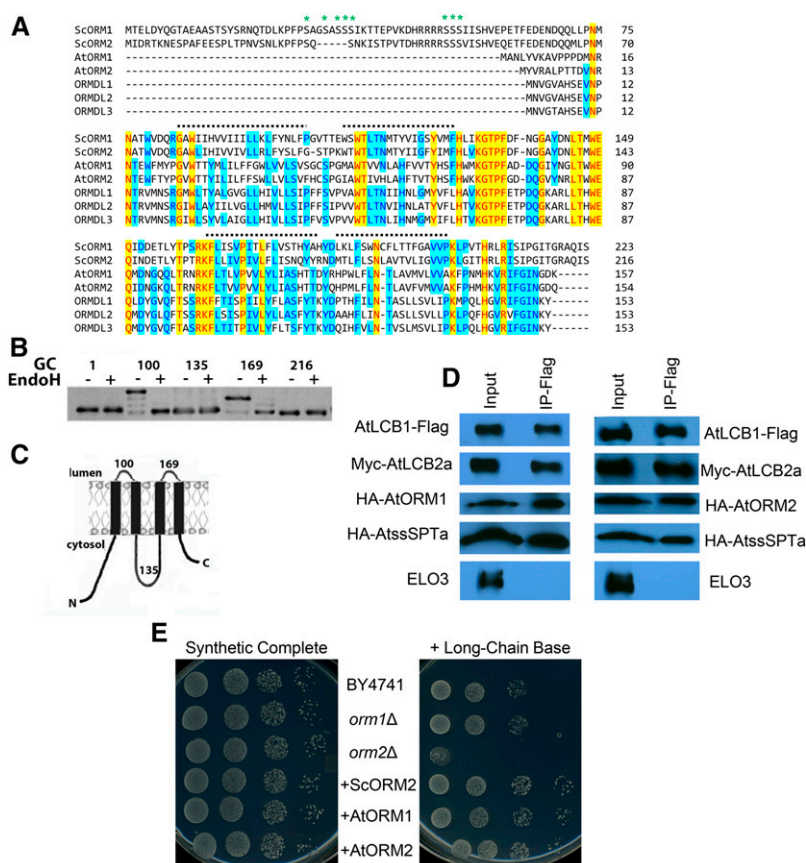 A
* * *** ***
ScORM1 MTELDYQGTAEAASTSYSRNQTDLKPFPSAGSASSSIKTTEPVKDHRRRRSSSIISHVEPETFEDENDQQLLPNM 75
ScORM2 MIDRTKNESPAFEESPLTPNVSNLKPFPSQ-----SNKISTPVTDHRRRRSSSVISHVEQETFEDENDQQMLPNM 70
AtORM1 -----------------------------------------------------------MANLYVKAVPPPDMNR 16
AtORM2 --------------------------------------------------------------MYVRALPTTDVNR 13
ORMDL1 ---------------------------------------------------------------MNVGVAHSEVNP 12
ORMDL2 ---------------------------------------------------------------MNVGVAHSEVNP 12
ORMDL3 ---------------------------------------------------------------MNVGTAHSEVNP 12
ScORM1 NATWVDQRGAWIIHVVIIILLKLFYNLFPGVTTEWSWTLTNMTYVIGSYVMFHLIKGTPFDF-NGGAYDNLTMWE 149
ScORM2 NATWVDQRGAWLIHIVVIVLLRLFYSLFG-STPKWTWTLTNMTYIIGFYIMFHLVKGTPFDF-NGGAYDNLTMWE 143
AtORM1 NTEWFMYPGVWTTYMLILFFGWLVVLSVSGCSPGMAWTVVNLAHFVVTYHSFHWMKGTPFAD-DQGIYNGLTWWE 90
AtORM2 NTEWFTYPGVWTTYILILFLSWLLVLSVFHCSPGIAWTIVHLAHFTVTYHSFHWKKGTPFGD-DQGVYNRLTWWE 87
ORMDL1 NTRVMNSRGMWLTYALGVGLLHIVLLSIPFFSVPVAWTLTNIIHNLGMYVFLHAVKGTPFETPDQGKARLLTHWE 87
ORMDL2 NTRVMNSRGIWLAYIILVGLLHMVLLSIPFFSIPVVWTLTNVIHNLATYVFLHTVKGTPFETPDQGKARLLTHWE 87
ORMDL3 NTRVMNSRGIWLSYVLAIGLLHIVLLSIPFVSVPVVWTLTNLIHNMGMYIFLHTVKGTPFETPDQGKARLLTHWE 87
ScORM1 QIDDETLYTPSRKFLISVPITLFLVSTHYAHYDLKLFSWNCFLTTFGAVVPKLPVTHRLRISIPGITGRAQIS 223
ScORM2 QINDETLYTPTRKFLLIVPIVLFLISNQYYRNDMTLFLSNLAVTVLIGVVPKLPITHRLRISIPGITGRAQIS 216
AtORM1 QMDNGQQLTRNRKFLTLVPVVLYLIASHTTDYRHPWLFLN-TLAVMVLVVAKFPNMHKVRIFGINGDK----- 157
AtORM2 QIDNGKQLTRNRKFLTVVPVVLYLIASHTTDYQHPMLFLN-TLAVFVMVVAKFPHMHKVRIFGINGDQ----- 154
ORMDL1 QLDYGVQFTSSRKFFTISPIILYFLASFYTKYDPTHFILN-TASLLSVLIPKMPQLHGVRIFGINKY------ 153
ORMDL2 QMDYGLQFTSSRKFLSISPIVLYLLASFYTKYDAAHFLIN-TASLLSVLLPKLPQFHGVRVFGINKY------ 153
ORMDL3 QMDYGVQFTASRKFLTITPIVLYFLTSFYTKYDQIHFVLN-TVSLMSVLIPKLPQLHGVRIFGINKY------ 153
B
GC 1 100 135 169 216
EndoH - + - + - + - + - +
C
lumen 100 169
cytosol 135
N C
D
Input IP-Flag Input IP-Flag
AtLCB1-Flag AtLCB1-Flag
Myc-AtLCB2a Myc-AtLCB2a
HA-AtORM1 HA-AtORM2
HA-AtssSPTa HA-AtssSPTa
ELO3 ELO3
E
Synthetic Complete + Long-Chain Base
BY4741
orm1Δ
orm2Δ
+ScORM2
+AtORM1
+AtORM2